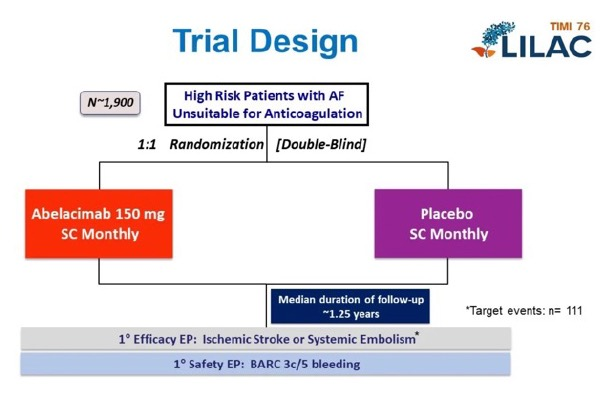 Trial Design
TIMI 76
LILAC
N~1,900
High Risk Patients with AF
Unsuitable for Anticoagulation
1:1 Randomization [Double-Blind]
Abelacimab 150 mg
SC Monthly
Placebo
SC Monthly
Median duration of follow-up
~1.25 years
*Target events: n= 111
1° Efficacy EP: Ischemic Stroke or Systemic Embolism*
1° Safety EP: BARC 3c/5 bleeding